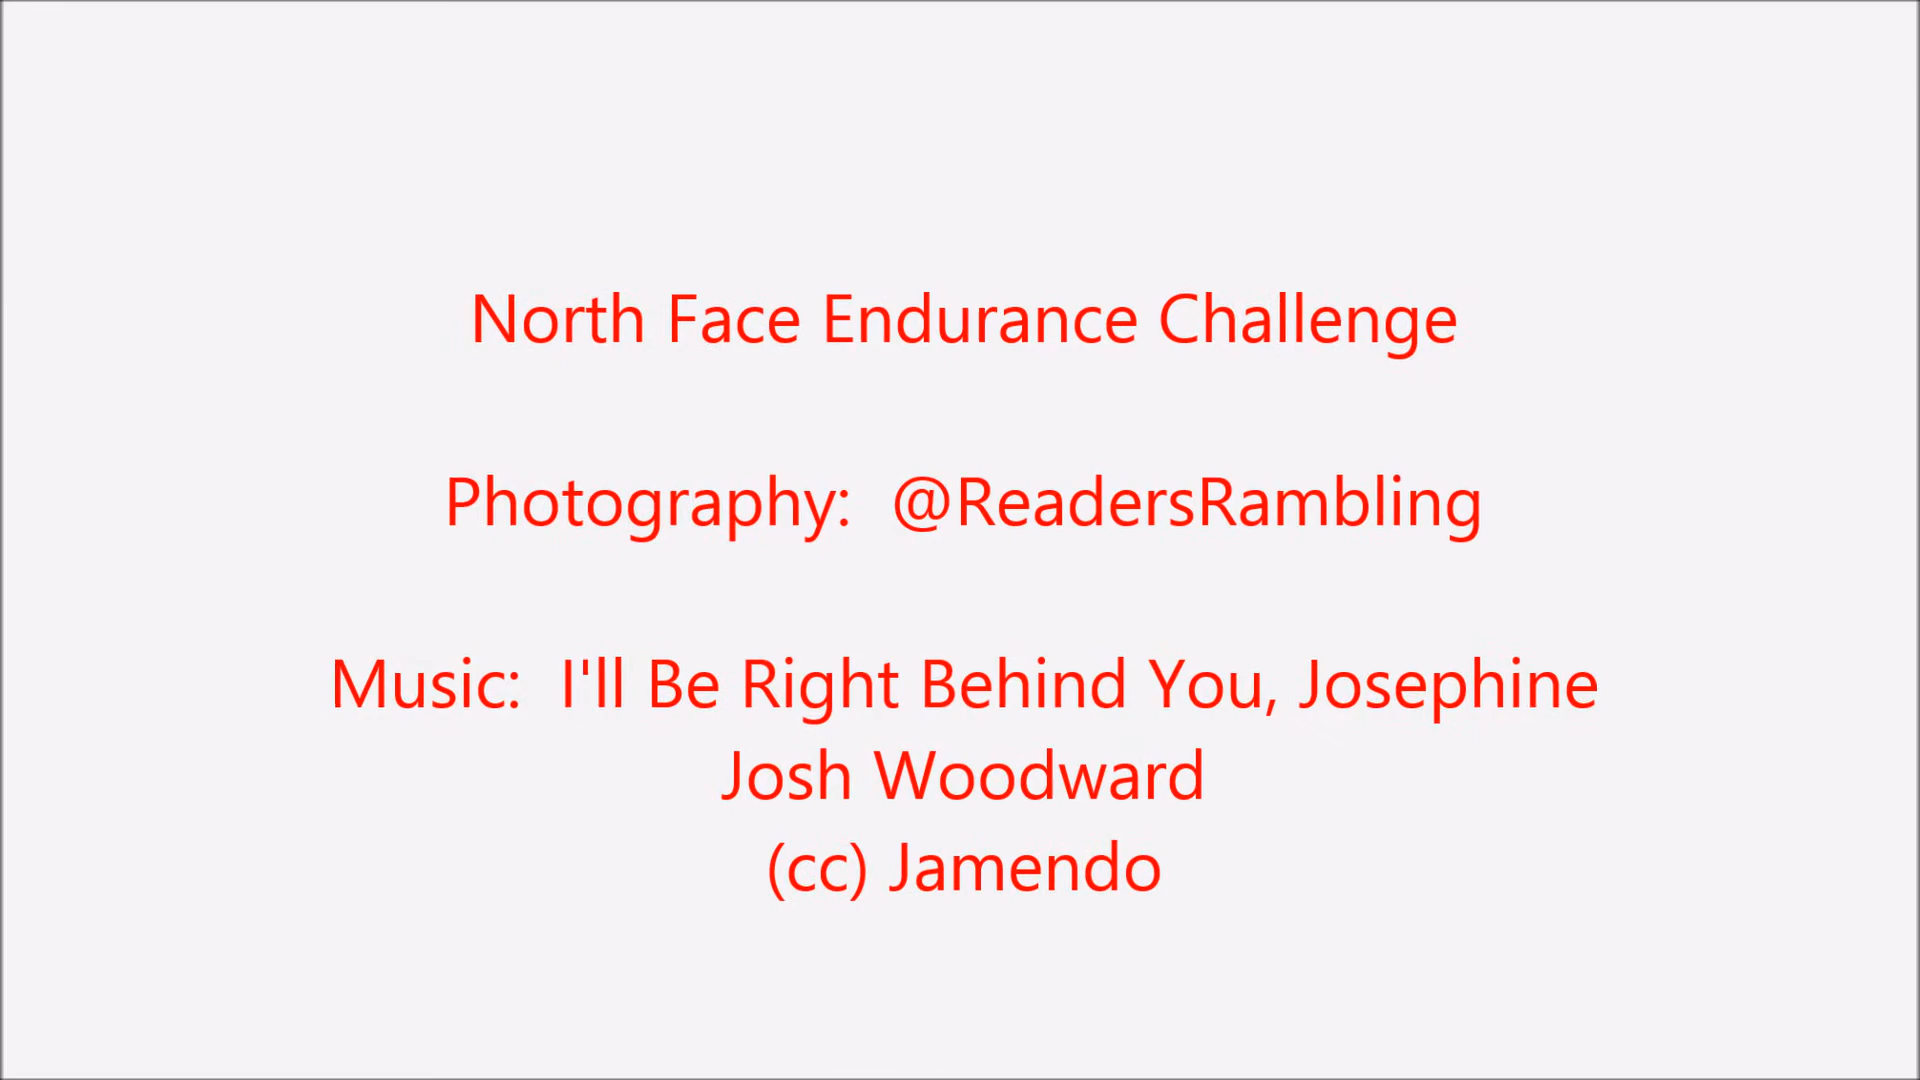 North Face Endurance Challenge
Photography:  @ReadersRambling
Music:  I'll Be Right Behind You, Josephine
Josh Woodward
(cc) Jamendo